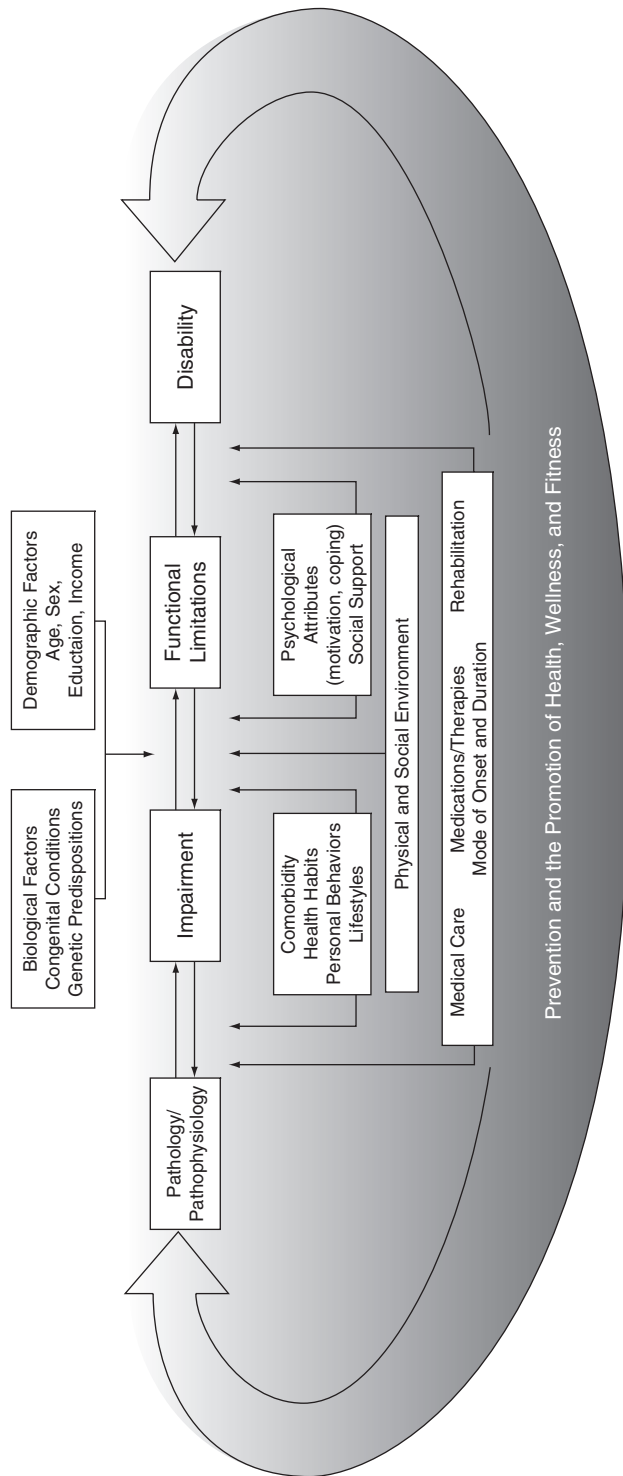 Biological Factors
Congenital Conditions
Genetic Predispositions
Demographic Factors
Age, Sex,
Eductaion, Income
Pathology/
Pathophysiology
Impairment
Functional
Limitations
Disability
Comorbidity
Health Habits
Personal Behaviors
Lifestyles
Psychological
Attributes
(motivation, coping)
Social Support
Physical and Social Environment
Medical Care Medications/Therapies Rehabilitation
Mode of Onset and Duration
Prevention and the Promotion of Health, Wellness, and Fitness